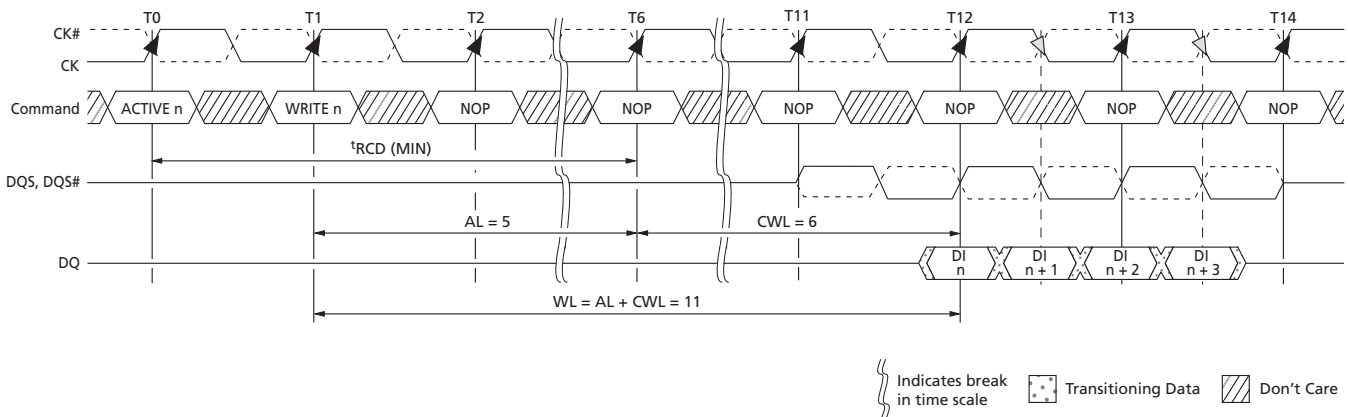 T0 T1 T2 T6 T11 T12 T13 T14
CK#
CK
Command ACTIVE n WRITE n NOP NOP NOP NOP NOP NOP
tRCD (MIN)
DQS, DQS#
AL = 5 CWL = 6
DQ DI n DI n + 1 DI n + 2 DI n + 3
WL = AL + CWL = 11
Indicates break in time scale
Transitioning Data
Don't Care